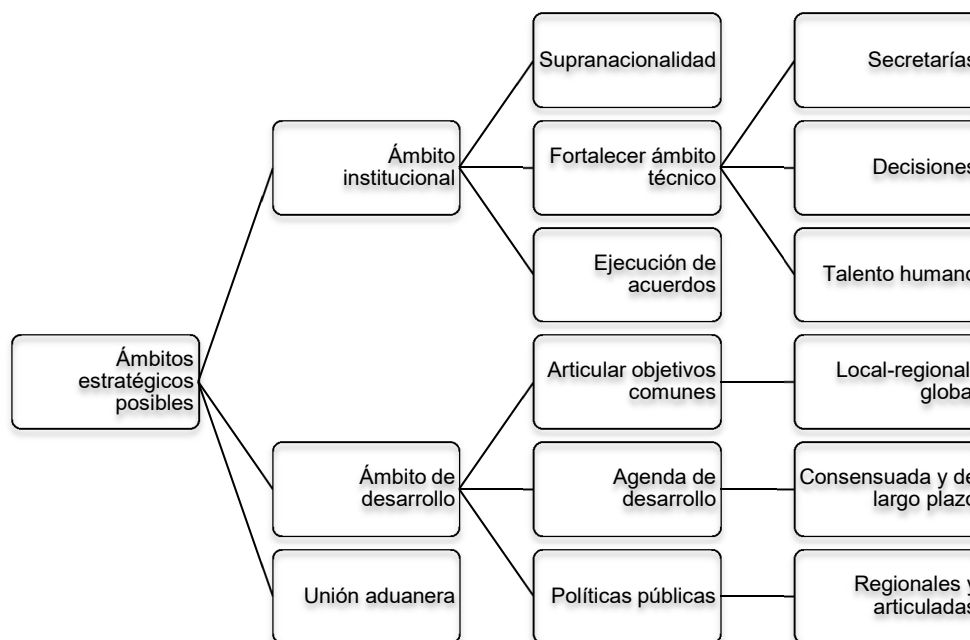 Supranacionalidad
Secretarías
Ámbito
institucional
Fortalecer ámbito
técnico
Decisiones
Ejecución de
acuerdos
Talento humano
Ámbitos
estratégicos
posibles
Articular objetivos
comunes
Local-regional-
global
Ámbito de
desarrollo
Agenda de
desarrollo
Consensuada y de
largo plazo
Unión aduanera
Políticas públicas
Regionales y
articuladas